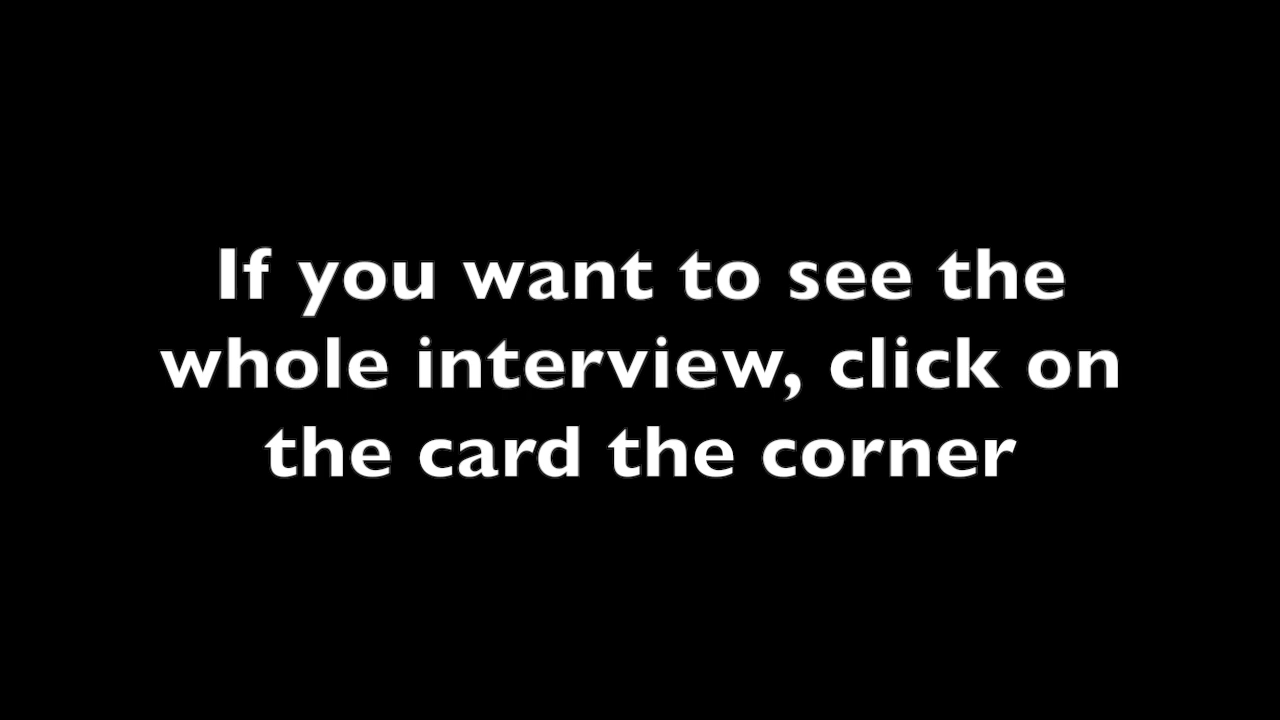 If you want to see the
whole interview, click on
the card the corner